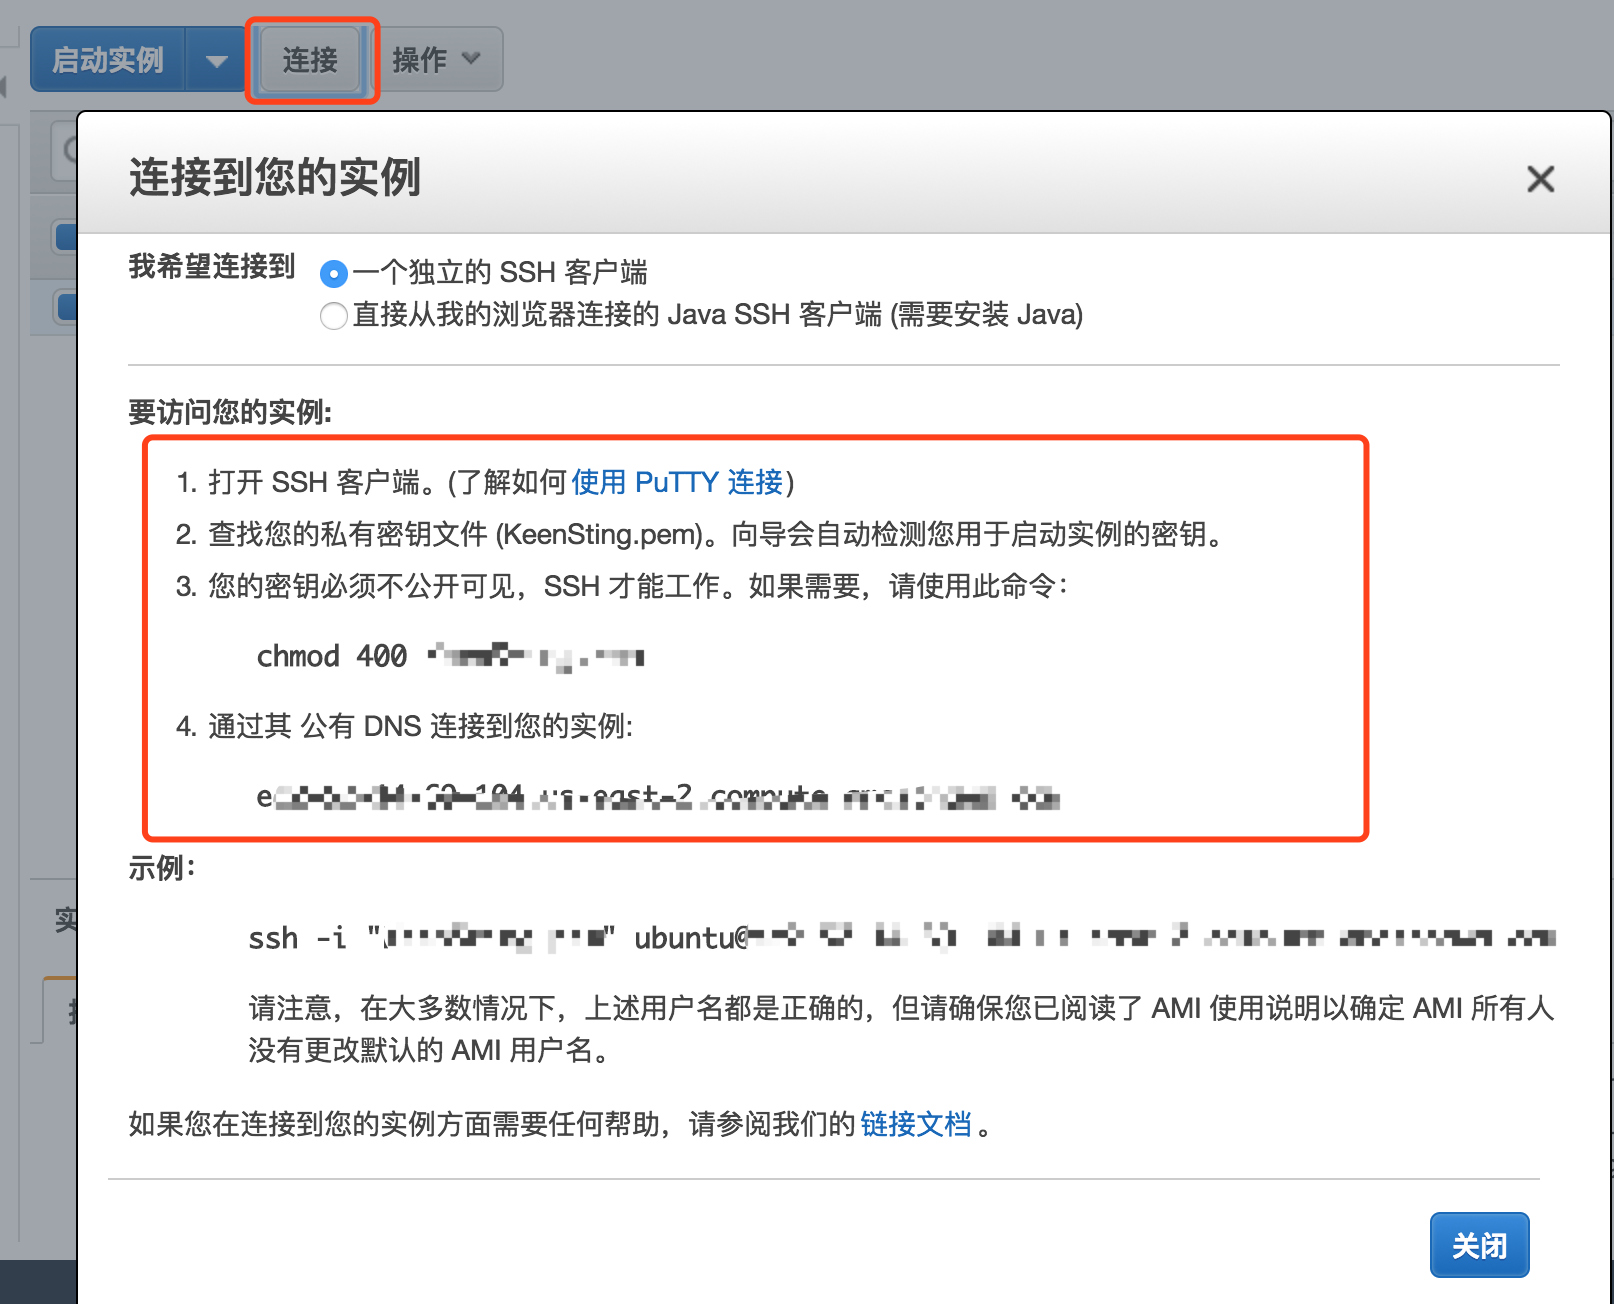 启动实例
连接
操作
连接到您的实例
我希望连接到
一个独立的 SSH 客户端
直接从我的浏览器连接的 Java SSH 客户端 (需要安装 Java)
要访问您的实例:
1. 打开 SSH 客户端。(了解如何使用 PuTTY 连接)
2. 查找您的私有密钥文件 (KeenSting.pem)。向导会自动检测您用于启动实例的密钥。
3. 您的密钥必须不公开可见，SSH 才能工作。如果需要，请使用此命令：
chmod 400
4. 通过其 公有 DNS 连接到您的实例:
示例：
实
ssh -i " " ubuntu@
请注意，在大多数情况下，上述用户名都是正确的，但请确保您已阅读了 AMI 使用说明以确定 AMI 所有人
没有更改默认的 AMI 用户名。
如果您在连接到您的实例方面需要任何帮助，请参阅我们的链接文档。
关闭